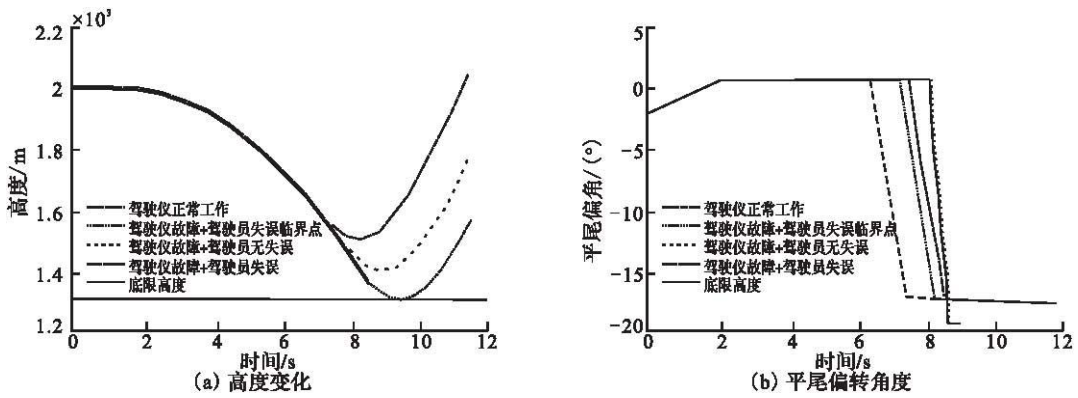 ×10³
2.2
2
1.8
1.6
1.4
1.2
高度/m
驾驶仪正常工作
驾驶仪故障+驾驶员失误临界点
驾驶仪故障+驾驶员无失误
驾驶仪故障+驾驶员失误
底限高度
0 2 4 6 8 10 12
时间/s
(a) 高度变化
5
0
-5
-10
-15
-20
平尾偏角/(°)
驾驶仪正常工作
驾驶仪故障+驾驶员失误临界点
驾驶仪故障+驾驶员无失误
驾驶仪故障+驾驶员失误
底限高度
0 2 4 6 8 10 12
时间/s
(b) 平尾偏转角度